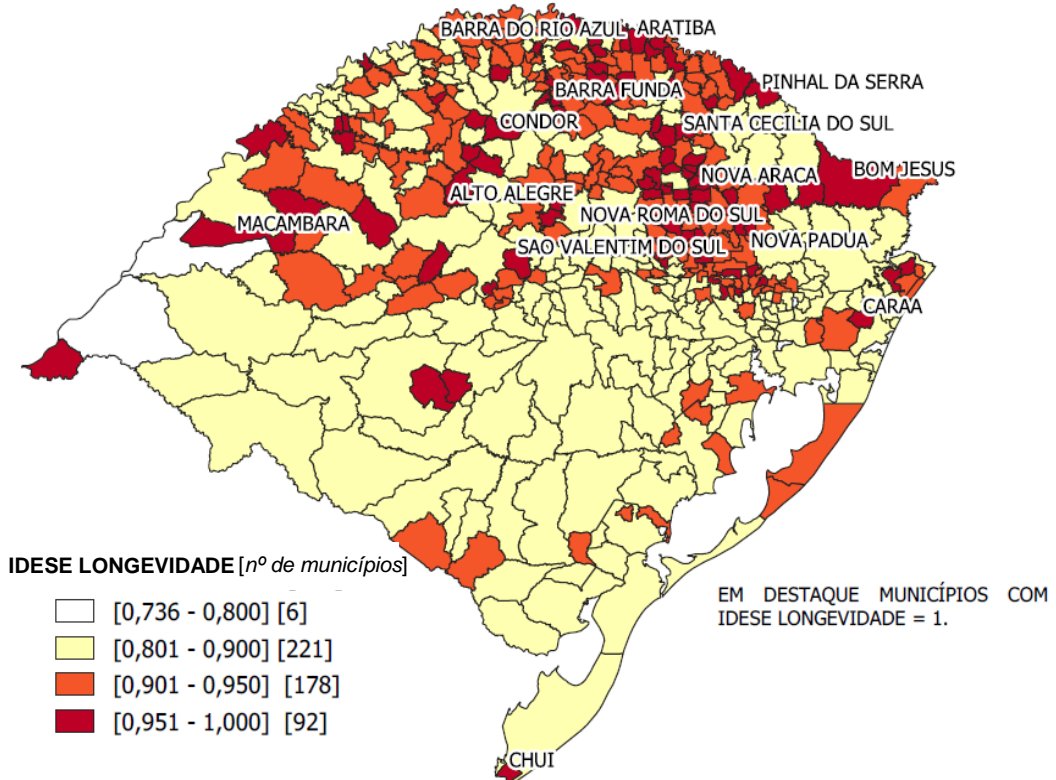 BARRA DO RIO AZUL
ARATIBA
PINHAL DA SERRA
BARRA FUNDA
CONDOR
SANTA CECILIA DO SUL
NOVA ARACA
BOM JESUS
ALTO ALEGRE
NOVA ROMA DO SUL
MACAMBARA
SAO VALENTIM DO SUL
NOVA PADUA
CARAA
IDESE LONGEVIDADE [nº de municípios]
[0,736 - 0,800] [6]
[0,801 - 0,900] [221]
[0,901 - 0,950] [178]
[0,951 - 1,000] [92]
EM DESTAQUE MUNICÍPIOS COM
IDESE LONGEVIDADE = 1.
CHUI